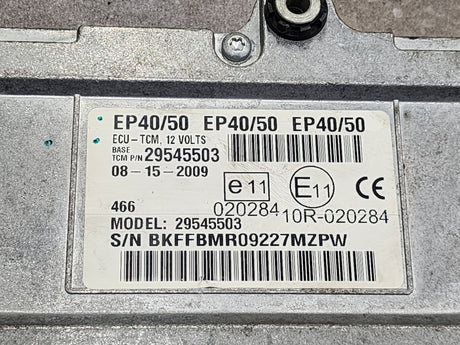 EP40/50 EP40/50 EP40/50
ECU-TCM, 12 VOLTS
BASE
TCM P/N 29545503
08-15-2009
e11 E11 CE
466 020284 10R-020284
MODEL: 29545503
S/N BKFFBMR09227MZPW